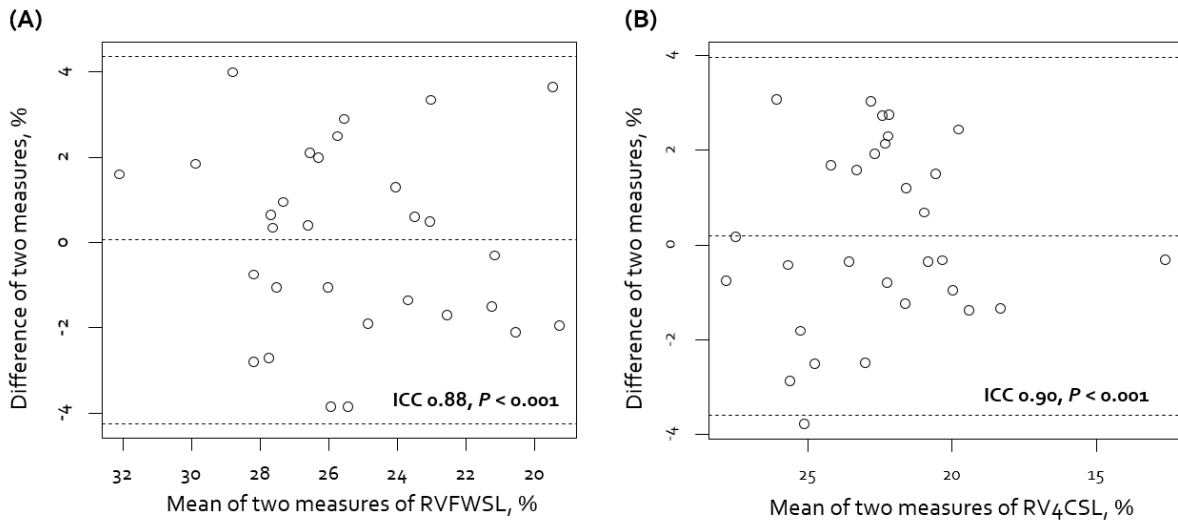 (A)
Difference of two measures, %
4
2
0
-2
-4
ICC 0.88, P < 0.001
32 30 28 26 24 22 20
Mean of two measures of RVFWSL, %
(B)
Difference of two measures, %
4
2
0
-2
-4
ICC 0.90, P < 0.001
25 20 15
Mean of two measures of RV4CSL, %